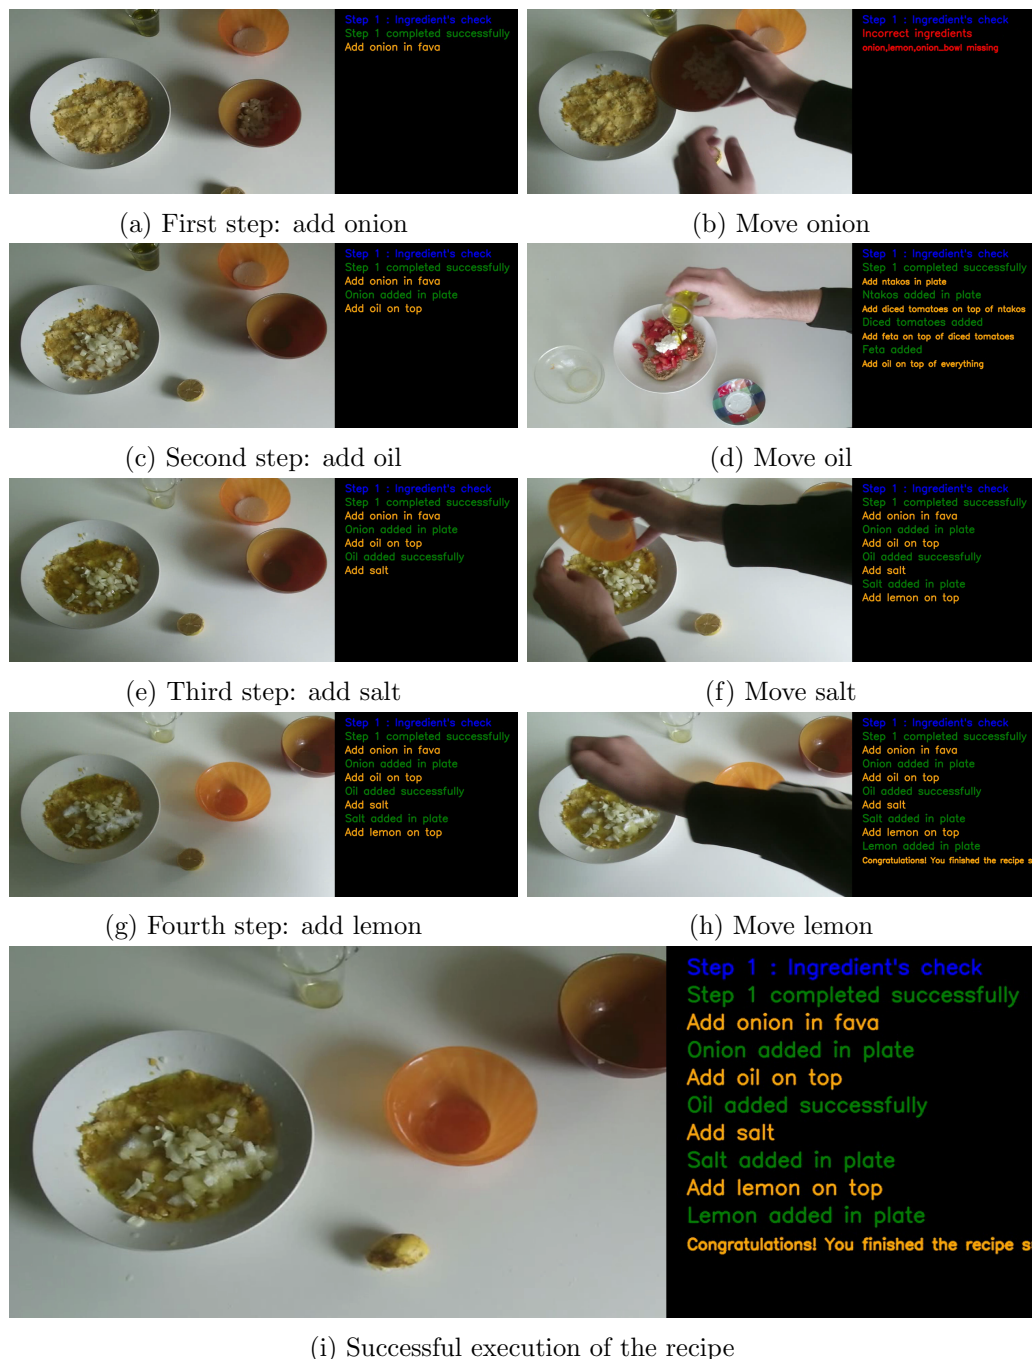 Step 1 : Ingredient's check
Step 1 completed successfully
Add onion in fava
Step 1 : Ingredient's check
Incorrect ingredients
onion,lemon,onion_bowl missing
(a) First step: add onion
(b) Move onion
Step 1 : Ingredient's check
Step 1 completed successfully
Add onion in fava
Onion added in plate
Add oil on top
Step 1 : Ingredient's check
Step 1 completed successfully
Add ntakos in plate
Ntakos added in plate
Add diced tomatoes on top of ntakos
Diced tomatoes added
Add feta on top of diced tomatoes
Feta added
Add oil on top of everything
(c) Second step: add oil
(d) Move oil
Step 1 : Ingredient's check
Step 1 completed successfully
Add onion in fava
Onion added in plate
Add oil on top
Oil added successfully
Add salt
Step 1 : Ingredient's check
Step 1 completed successfully
Add onion in fava
Onion added in plate
Add oil on top
Oil added successfully
Add salt
Salt added in plate
Add lemon on top
(e) Third step: add salt
(f) Move salt
Step 1 : Ingredient's check
Step 1 completed successfully
Add onion in fava
Onion added in plate
Add oil on top
Oil added successfully
Add salt
Salt added in plate
Add lemon on top
Step 1 : Ingredient's check
Step 1 completed successfully
Add onion in fava
Onion added in plate
Add oil on top
Oil added successfully
Add salt
Salt added in plate
Add lemon on top
Lemon added in plate
Congratulations! You finished the recipe s
(g) Fourth step: add lemon
(h) Move lemon
Step 1 : Ingredient's check
Step 1 completed successfully
Add onion in fava
Onion added in plate
Add oil on top
Oil added successfully
Add salt
Salt added in plate
Add lemon on top
Lemon added in plate
Congratulations! You finished the recipe s
(i) Successful execution of the recipe